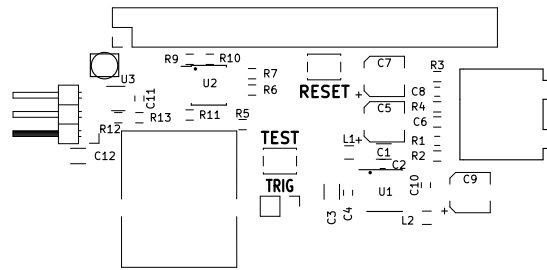 R9
R10
C7
R3
U3
U2
R7
R6
C8
C11
RESET
+
C5
R4
R12
R13
R11
R5
C6
TEST
L1
+
C1
R1
R2
C12
C2
TRIG
U1
C10
C9
C3
C4
L2
+